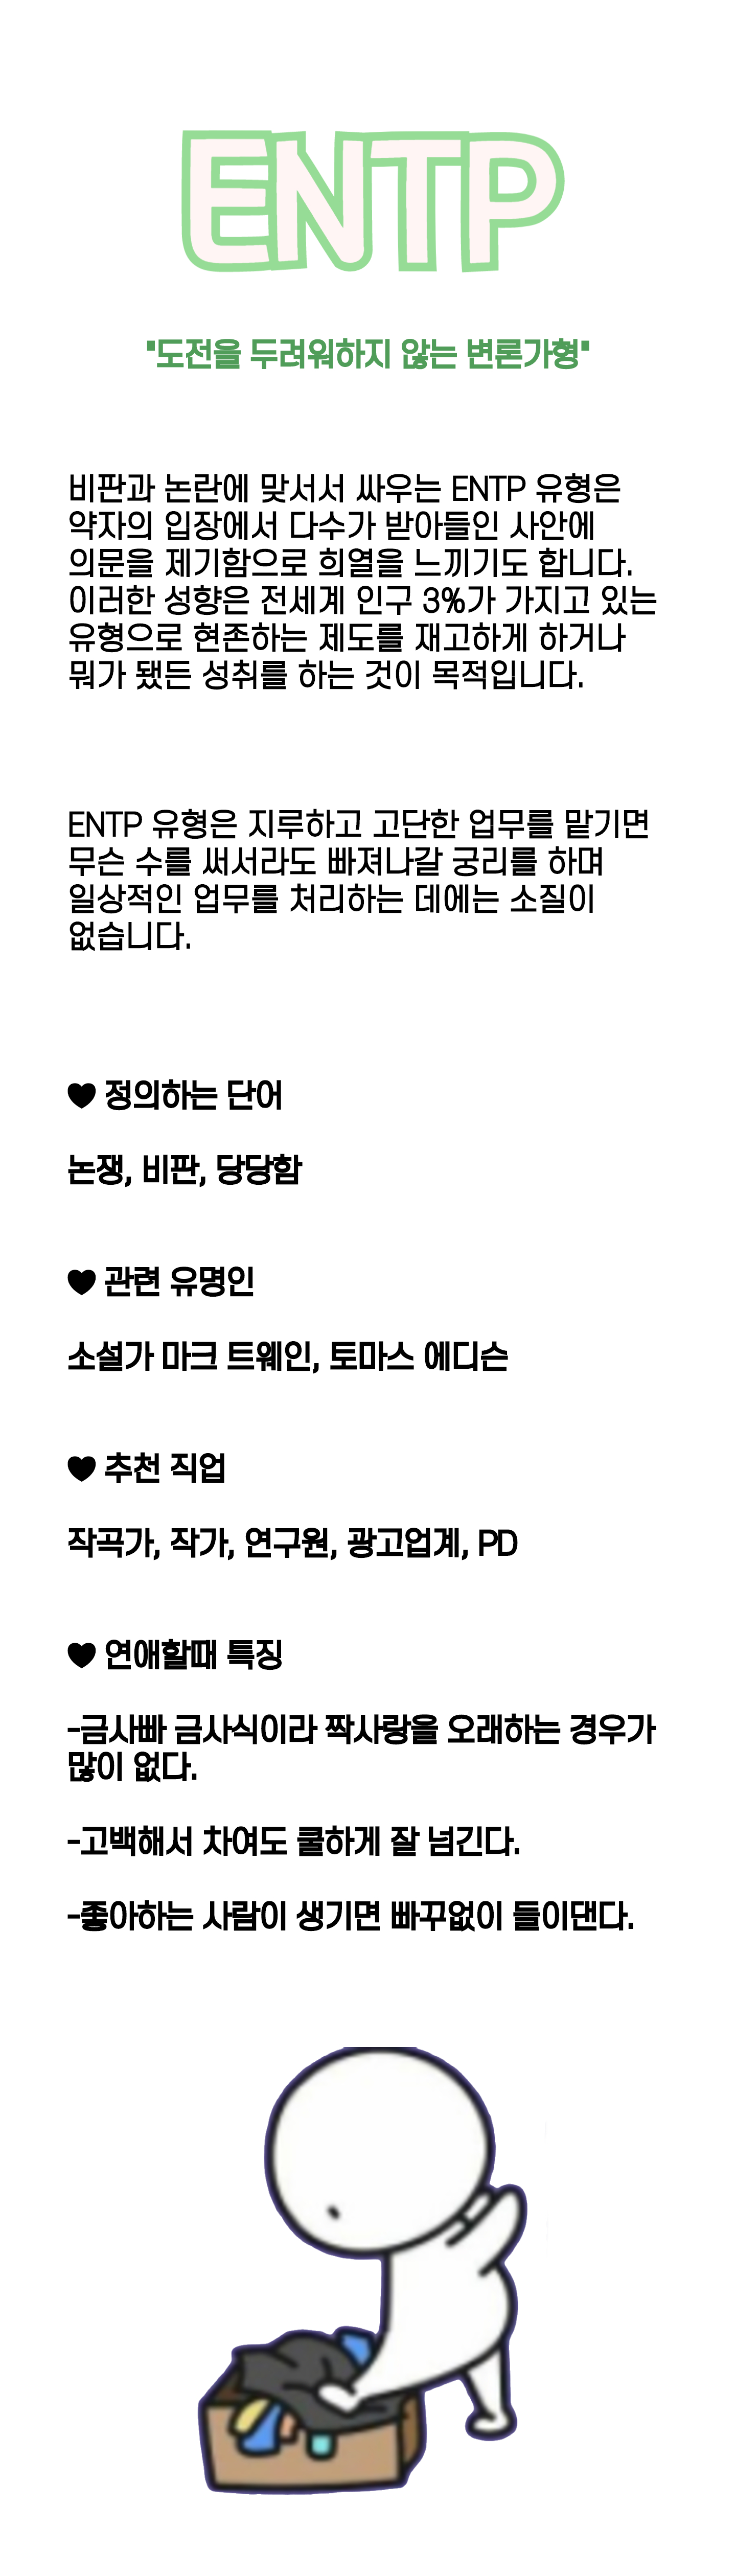 ENTP
"도전을 두려워하지 않는 변론가형"
비판과 논란에 맞서서 싸우는 ENTP 유형은
약자의 입장에서 다수가 받아들인 사안에
의문을 제기함으로 희열을 느끼기도 합니다.
이러한 성향은 전세계 인구 3%가 가지고 있는
유형으로 현존하는 제도를 재고하게 하거나
뭐가 됐든 성취를 하는 것이 목적입니다.
ENTP 유형은 지루하고 고단한 업무를 맡기면
무슨 수를 써서라도 빠져나갈 궁리를 하며
일상적인 업무를 처리하는 데에는 소질이
없습니다.
♥ 정의하는 단어
논쟁, 비판, 당당함
♥ 관련 유명인
소설가 마크 트웨인, 토마스 에디슨
♥ 추천 직업
작곡가, 작가, 연구원, 광고업계, PD
♥ 연애할때 특징
-금사빠 금사식이라 짝사랑을 오래하는 경우가
많이 없다.
-고백해서 차여도 쿨하게 잘 넘긴다.
-좋아하는 사람이 생기면 빠꾸없이 들이댄다.